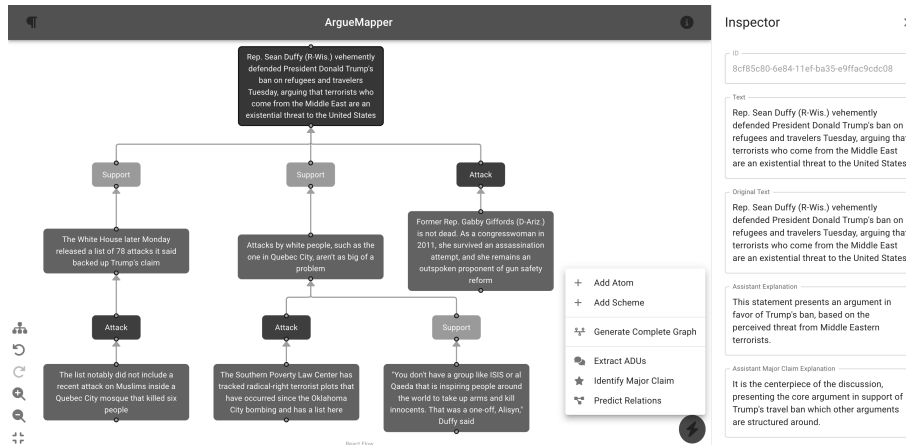 ArgueMapper
Rep. Sean Duffy (R-Wis.) vehemently
defended President Donald Trump's
ban on refugees and travelers
Tuesday, arguing that terrorists who
come from the Middle East are an
existential threat to the United States
Support
Support
Attack
The White House later Monday
released a list of 78 attacks it said
backed up Trump's claim
Attacks by white people, such as the
one in Quebec City, aren't as big of a
problem
Former Rep. Gabby Giffords (D-Ariz.)
is not dead. As a congresswoman in
2011, she survived an assassination
attempt, and she remains an
outspoken proponent of gun safety
reform
Attack
Attack
Support
The list notably did not include a
recent attack on Muslims inside a
Quebec City mosque that killed six
people
The Southern Poverty Law Center has
tracked radical-right terrorist plots that
have occurred since the Oklahoma
City bombing and has a list here
"You don't have a group like ISIS or al
Qaeda that is inspiring people around
the world to take up arms and kill
innocents. That was a one-off, Alisyn,"
Duffy said
React Flow
Add Atom
Add Scheme
Generate Complete Graph
Extract ADUs
Identify Major Claim
Predict Relations
Inspector
ID
8cf85c80-6e84-11ef-ba35-e9ffac9cdc08
Text
Rep. Sean Duffy (R-Wis.) vehemently
defended President Donald Trump's ban on
refugees and travelers Tuesday, arguing that
terrorists who come from the Middle East
are an existential threat to the United States
Original Text
Rep. Sean Duffy (R-Wis.) vehemently
defended President Donald Trump's ban on
refugees and travelers Tuesday, arguing that
terrorists who come from the Middle East
are an existential threat to the United States
Assistant Explanation
This statement presents an argument in
favor of Trump's ban, based on the
perceived threat from Middle Eastern
terrorists.
Assistant Major Claim Explanation
It is the centerpiece of the discussion,
presenting the core argument in support of
Trump's travel ban which other arguments
are structured around.